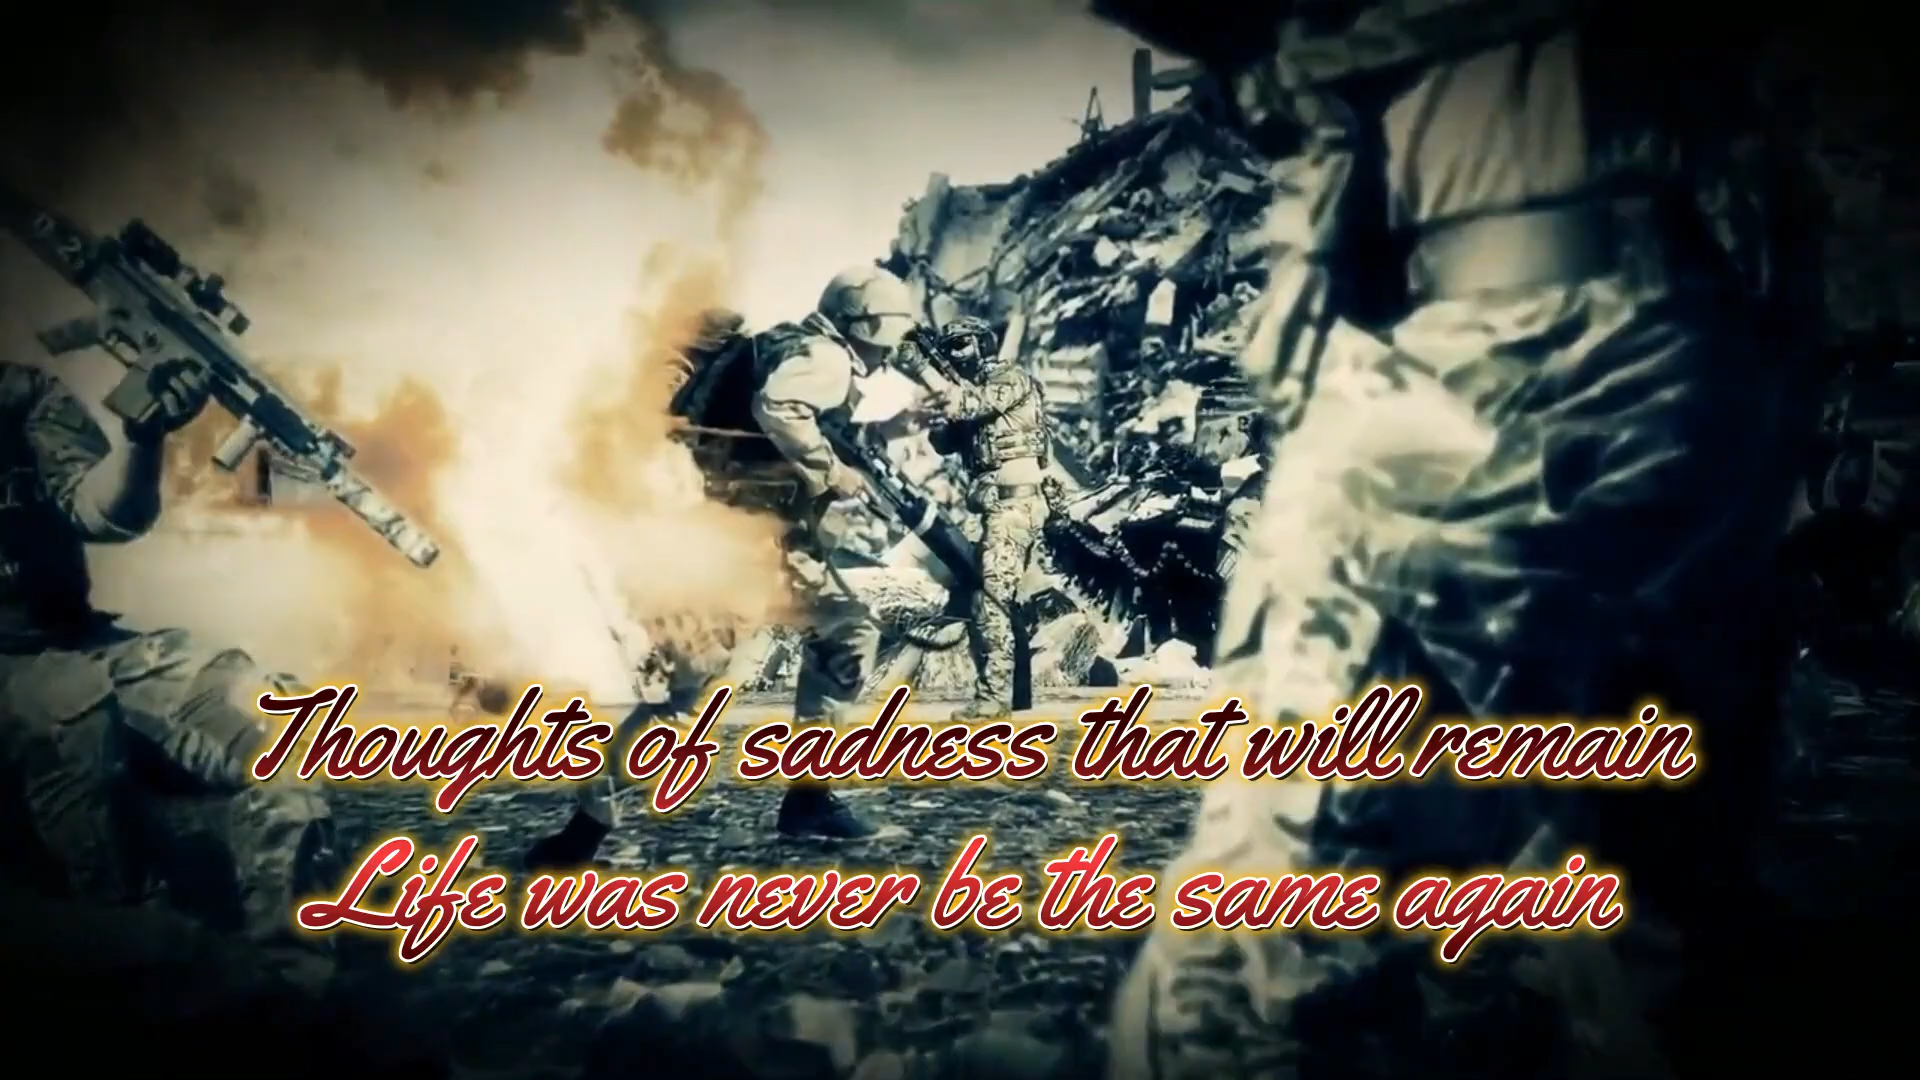 Thoughts of sadness that will remain
Life was never be the same again